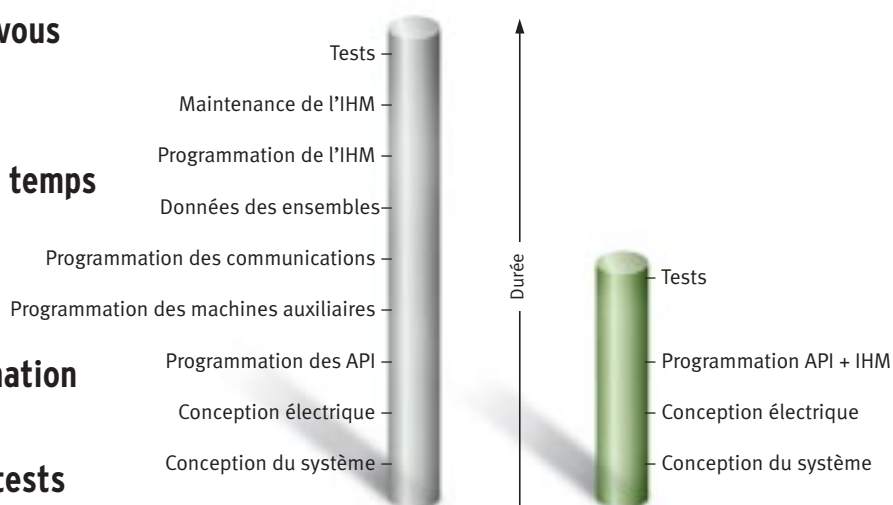 vous
temps
tests
Tests
Maintenance de l'IHM
Programmation de l'IHM
Données des ensembles
Programmation des communications
Programmation des machines auxiliaires
Programmation des API
Conception électrique
Conception du système
Durée
Tests
Programmation API + IHM
Conception électrique
Conception du système